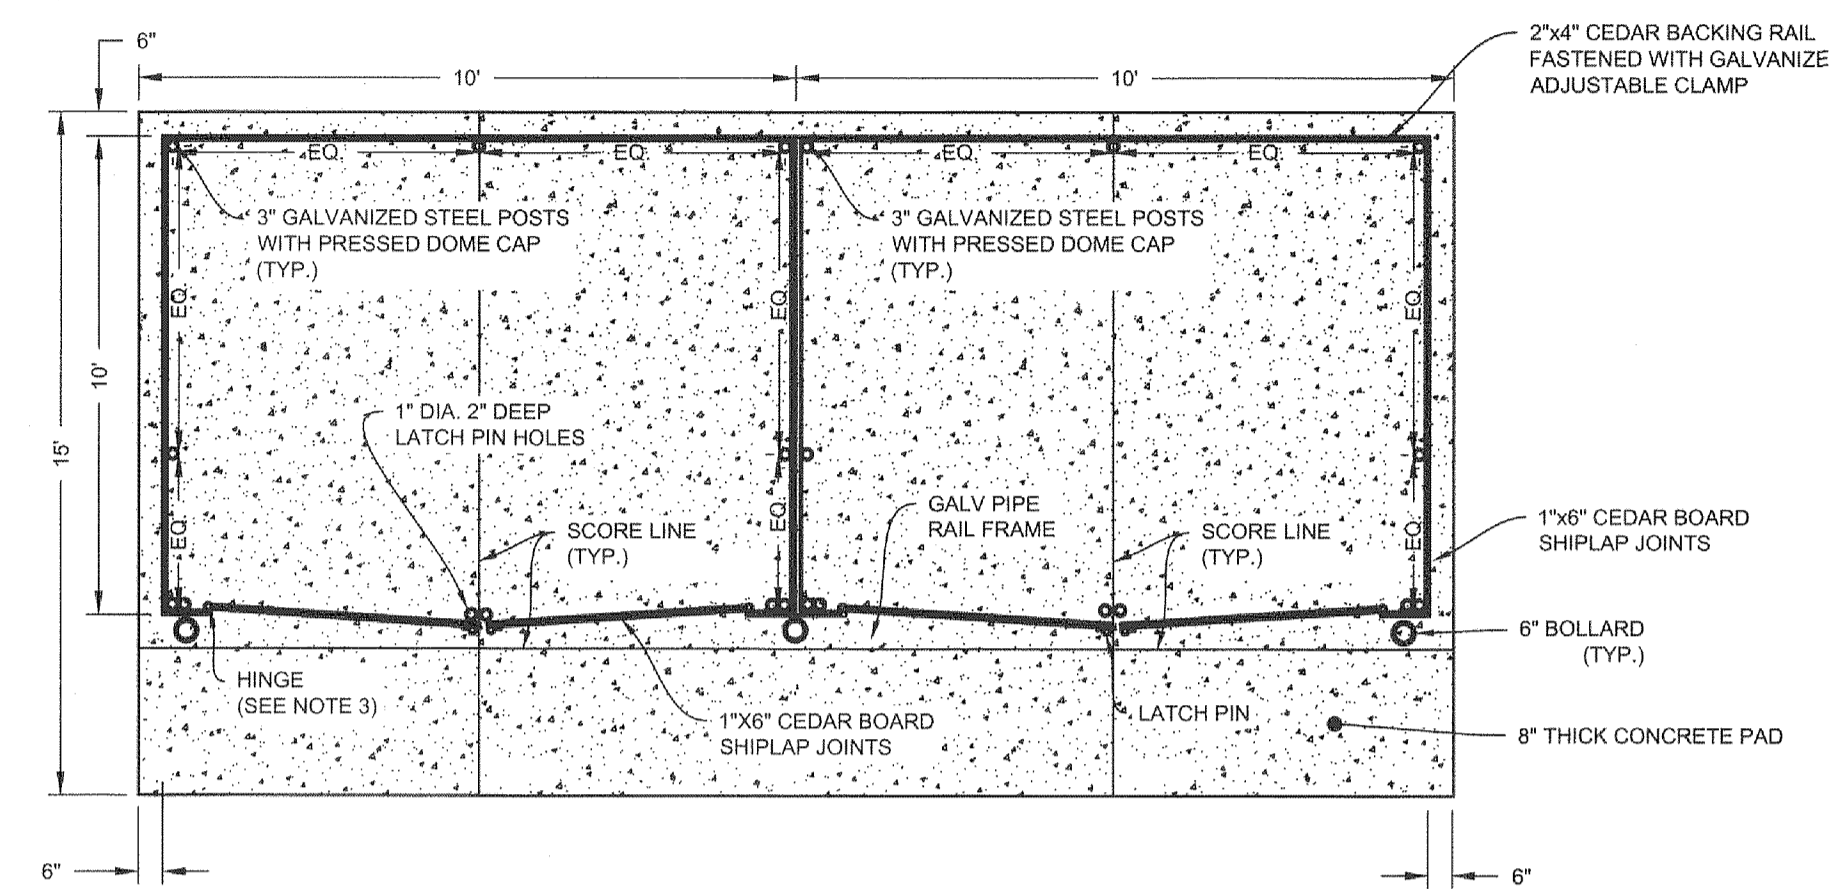 6"
2"x4" CEDAR BACKING RAIL
FASTENED WITH GALVANIZE
ADJUSTABLE CLAMP
10'
10'
EQ.
EQ.
EQ.
EQ.
3" GALVANIZED STEEL POSTS
WITH PRESSED DOME CAP
(TYP.)
3" GALVANIZED STEEL POSTS
WITH PRESSED DOME CAP
(TYP.)
EQ.
EQ.
EQ.
10'
15'
1" DIA. 2" DEEP
LATCH PIN HOLES
GALV PIPE
RAIL FRAME
SCORE LINE
(TYP.)
SCORE LINE
(TYP.)
EQ.
EQ.
EQ.
1"x6" CEDAR BOARD
SHIPLAP JOINTS
6" BOLLARD
(TYP.)
HINGE
(SEE NOTE 3)
1"X6" CEDAR BOARD
SHIPLAP JOINTS
LATCH PIN
8" THICK CONCRETE PAD
6"
6"